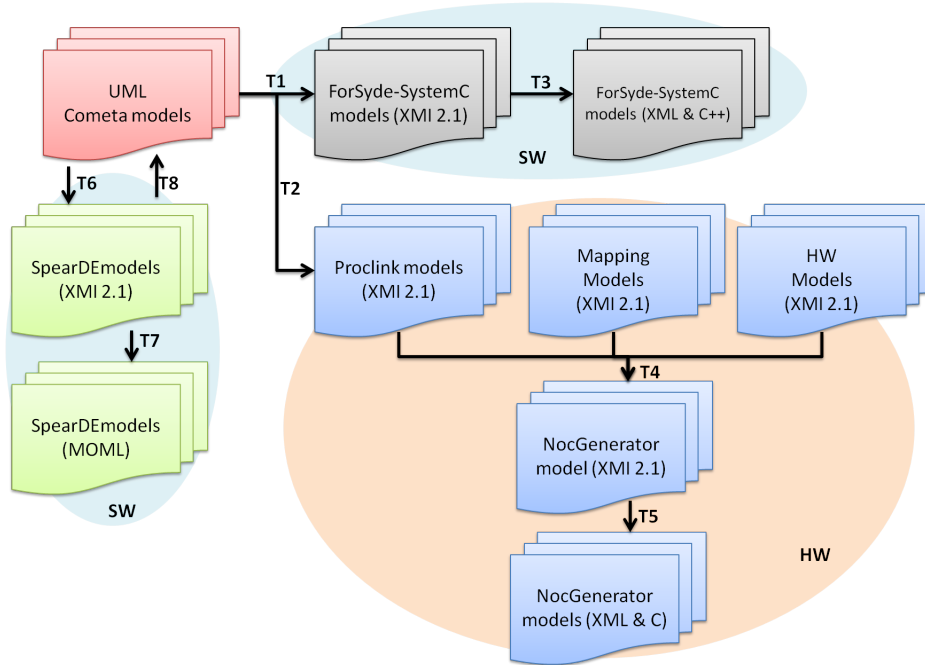 UML
Cometa models
T1
ForSyde-SystemC
models (XMI 2.1)
T3
ForSyde-SystemC
models (XML & C++)
SW
T6
T8
T2
SpearDEmodels
(XMI 2.1)
Proclink models
(XMI 2.1)
Mapping
Models
(XMI 2.1)
HW
Models
(XMI 2.1)
T7
T4
SpearDEmodels
(MOML)
SW
NocGenerator
model (XMI 2.1)
T5
HW
NocGenerator
models (XML & C)